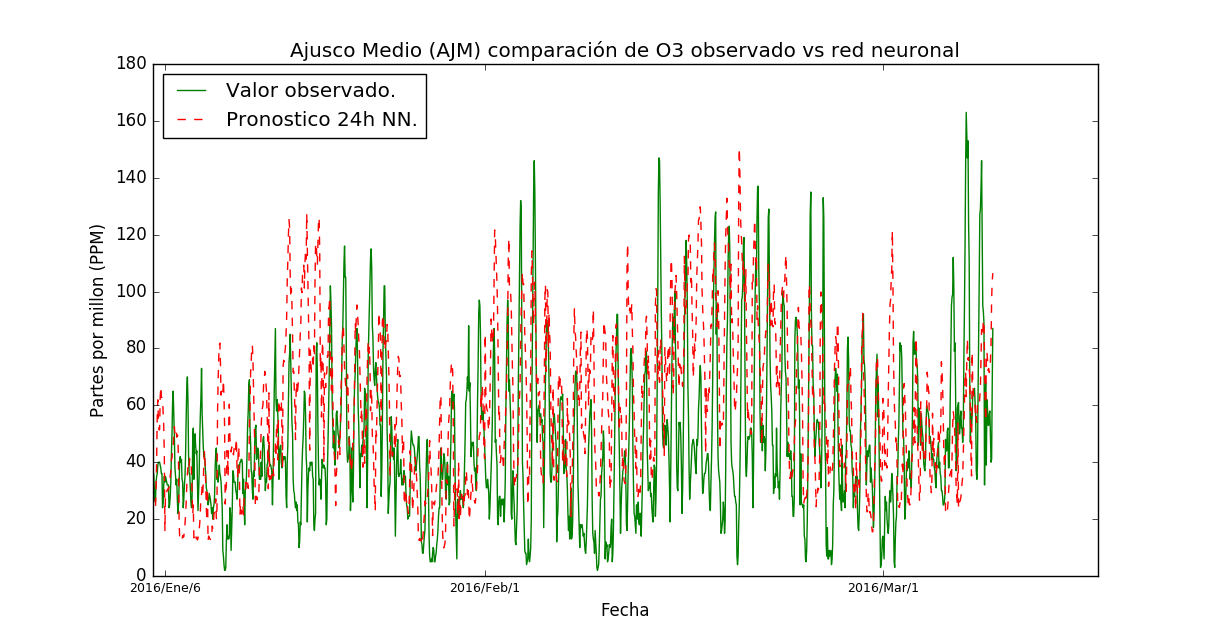 Ajusco Medio (AJM) comparación de O3 observado vs red neuronal
180
160
140
120
100
80
60
40
20
0
Partes por millon (PPM)
Valor observado.
Pronostico 24h NN.
2016/Ene/6
2016/Feb/1
2016/Mar/1
Fecha